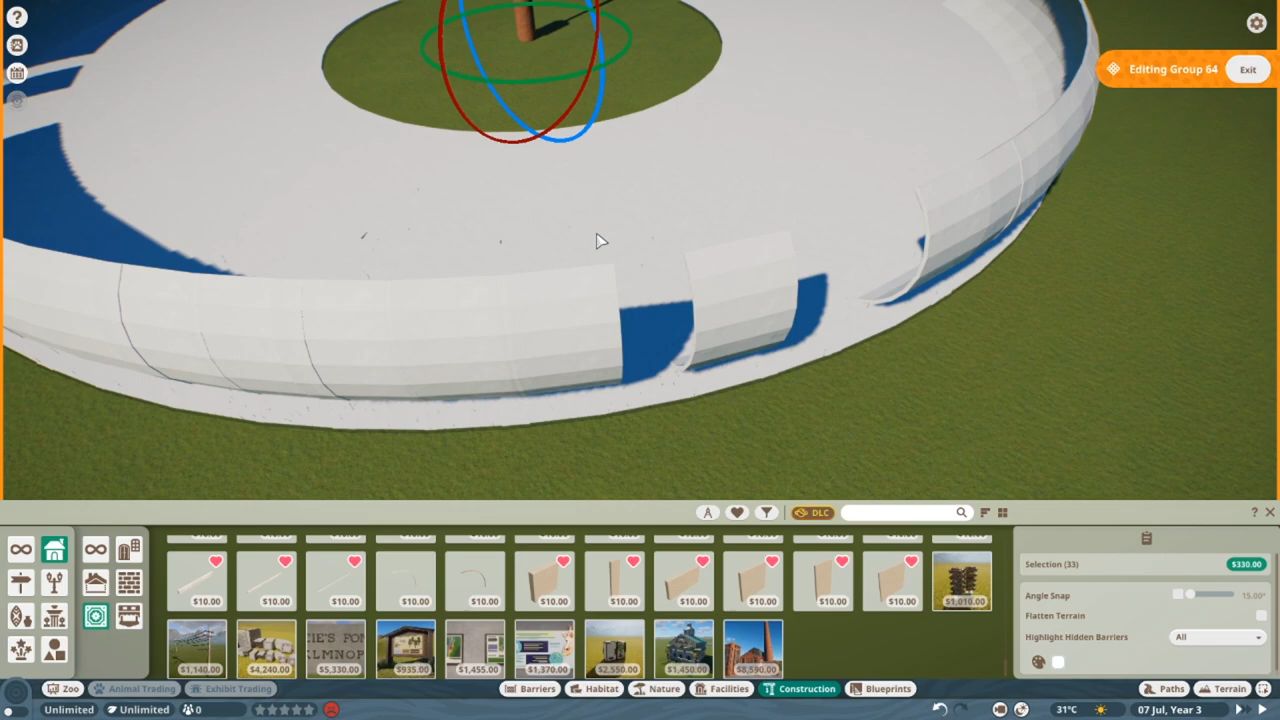 ?
Editing Group 64 Exit
DLC
? ×
$10.00 $10.00 $10.00 $10.00 $10.00 $10.00 $10.00 $10.00 $10.00 $10.00 $10.00 $1,010.00
Selection (33) $330.00
Angle Snap 15.00°
Flatten Terrain
Highlight Hidden Barriers All
$1,140.00 $4,240.00 $5,330.00 $935.00 $1,455.00 $1,370.00 $2,550.00 $1,450.00 $8,590.00
Zoo Animal Trading Exhibit Trading Barriers Habitat Nature Facilities Construction Blueprints Paths Terrain
Unlimited Unlimited 0 31°C 07 Jul, Year 3